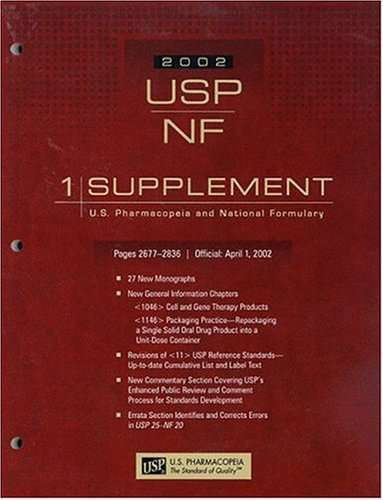 2002
USP
NF
1 SUPPLEMENT
U.S. Pharmacopeia and National Formulary
Pages 2677–2836 | Official: April 1, 2002
27 New Monographs
New General Information Chapters
<1046> Cell and Gene Therapy Products
<1146> Packaging Practice—Repackaging
a Single Solid Oral Drug Product into a
Unit-Dose Container
Revisions of <11> USP Reference Standards—
Up-to-date Cumulative List and Label Text
New Commentary Section Covering USP's
Enhanced Public Review and Comment
Process for Standards Development
Errata Section Identifies and Corrects Errors
in USP 25–NF 20
USP U.S. PHARMACOPEIA
The Standard of Quality℠